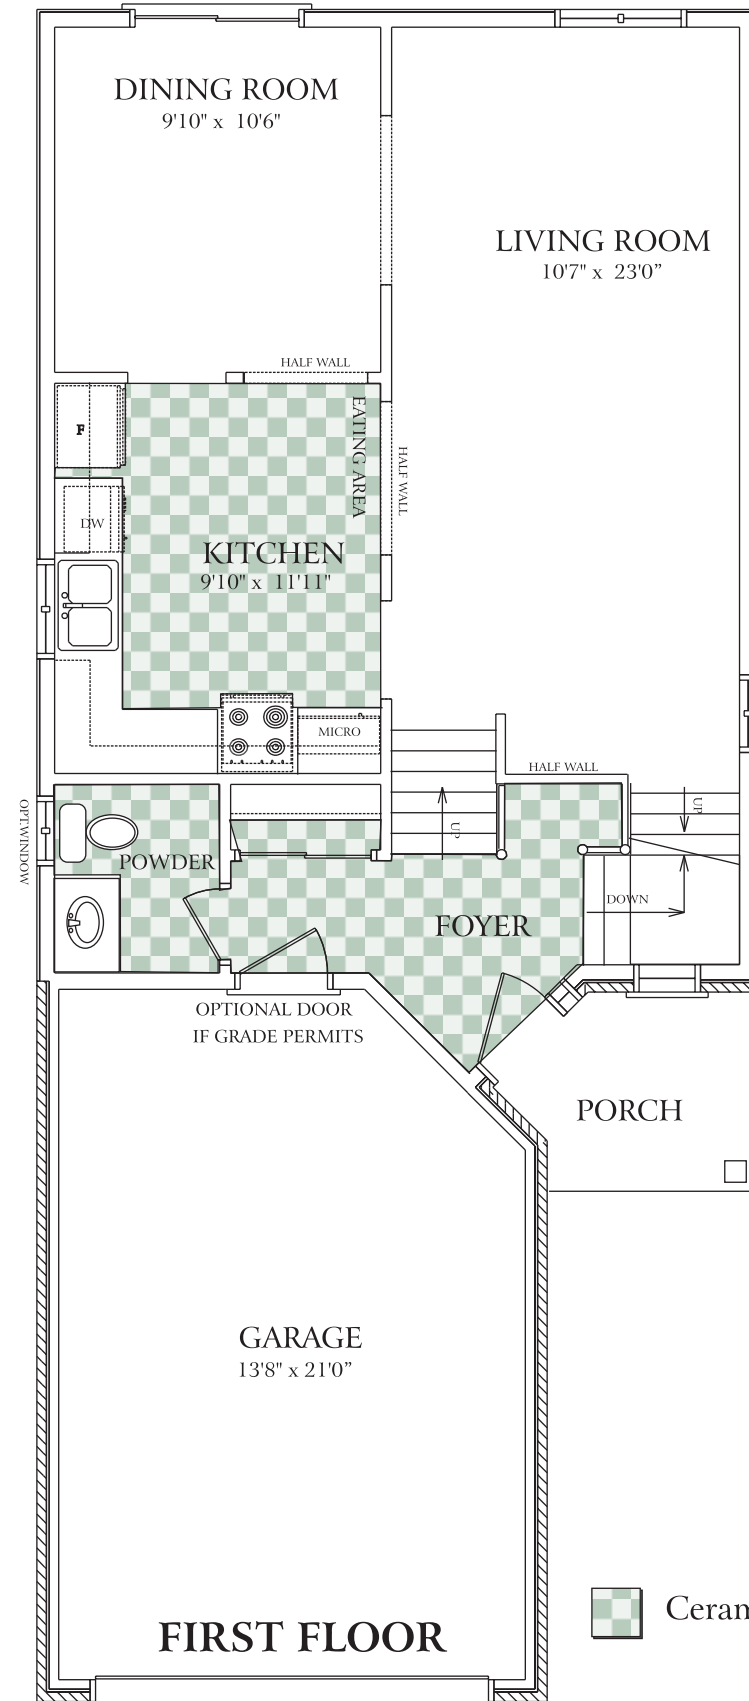 DINING ROOM
9'10" x 10'6"
LIVING ROOM
10'7" x 23'0”
HALF WALL
F
EATING AREA
HALF WALL
DW
KITCHEN
9'10" x 11'11"
MICRO
HALF WALL
OPT.WINDOW
UP
UP
POWDER
DOWN
FOYER
OPTIONAL DOOR
IF GRADE PERMITS
PORCH
GARAGE
13'8" x 21'0”
FIRST FLOOR
Ceram